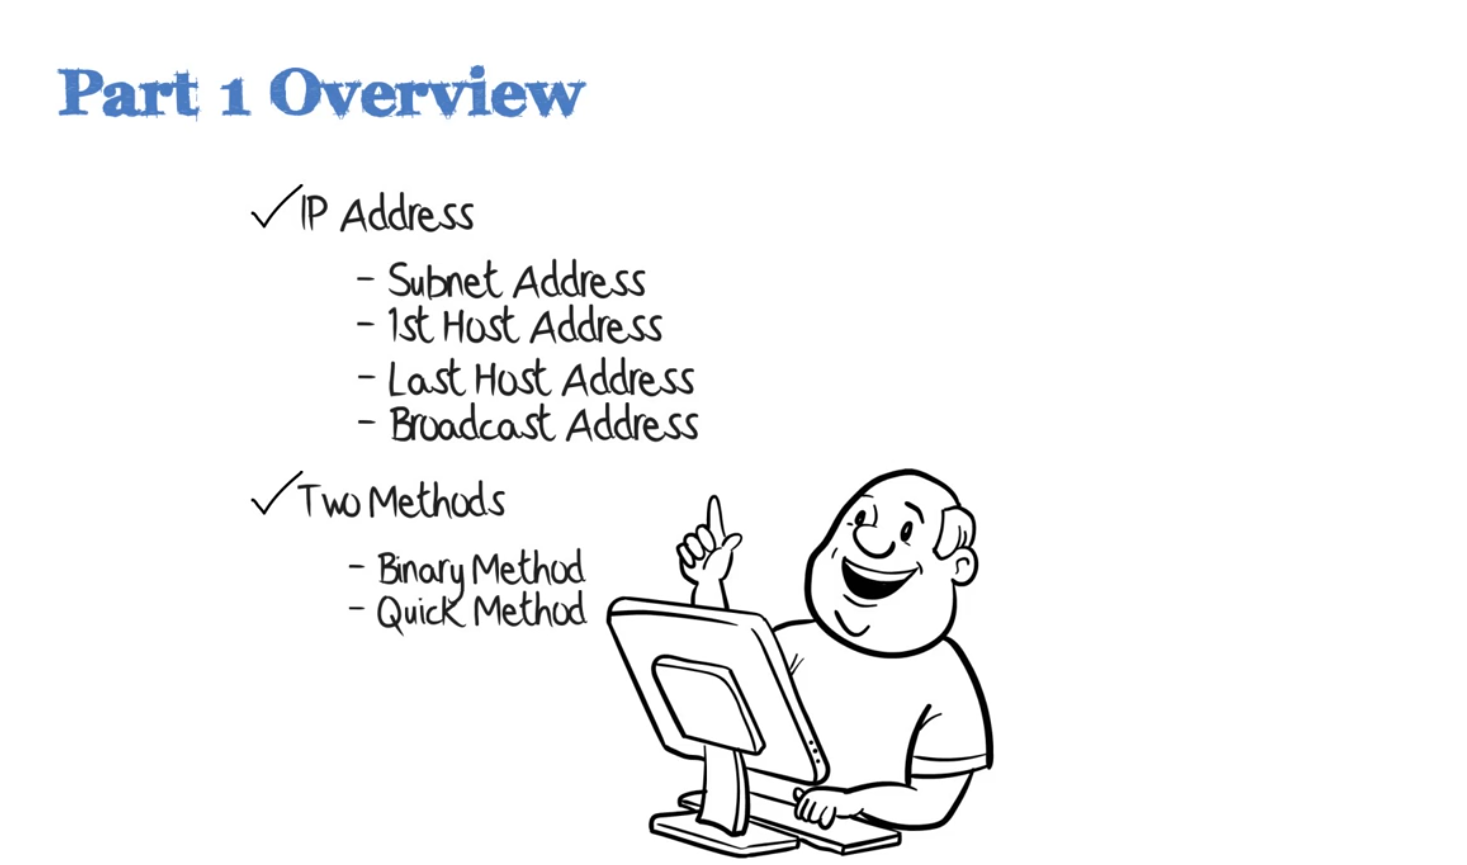 Part 1 Overview
✓ IP Address
- Subnet Address
- 1st Host Address
- Last Host Address
- Broadcast Address
✓ Two Methods
- Binary Method
- Quick Method